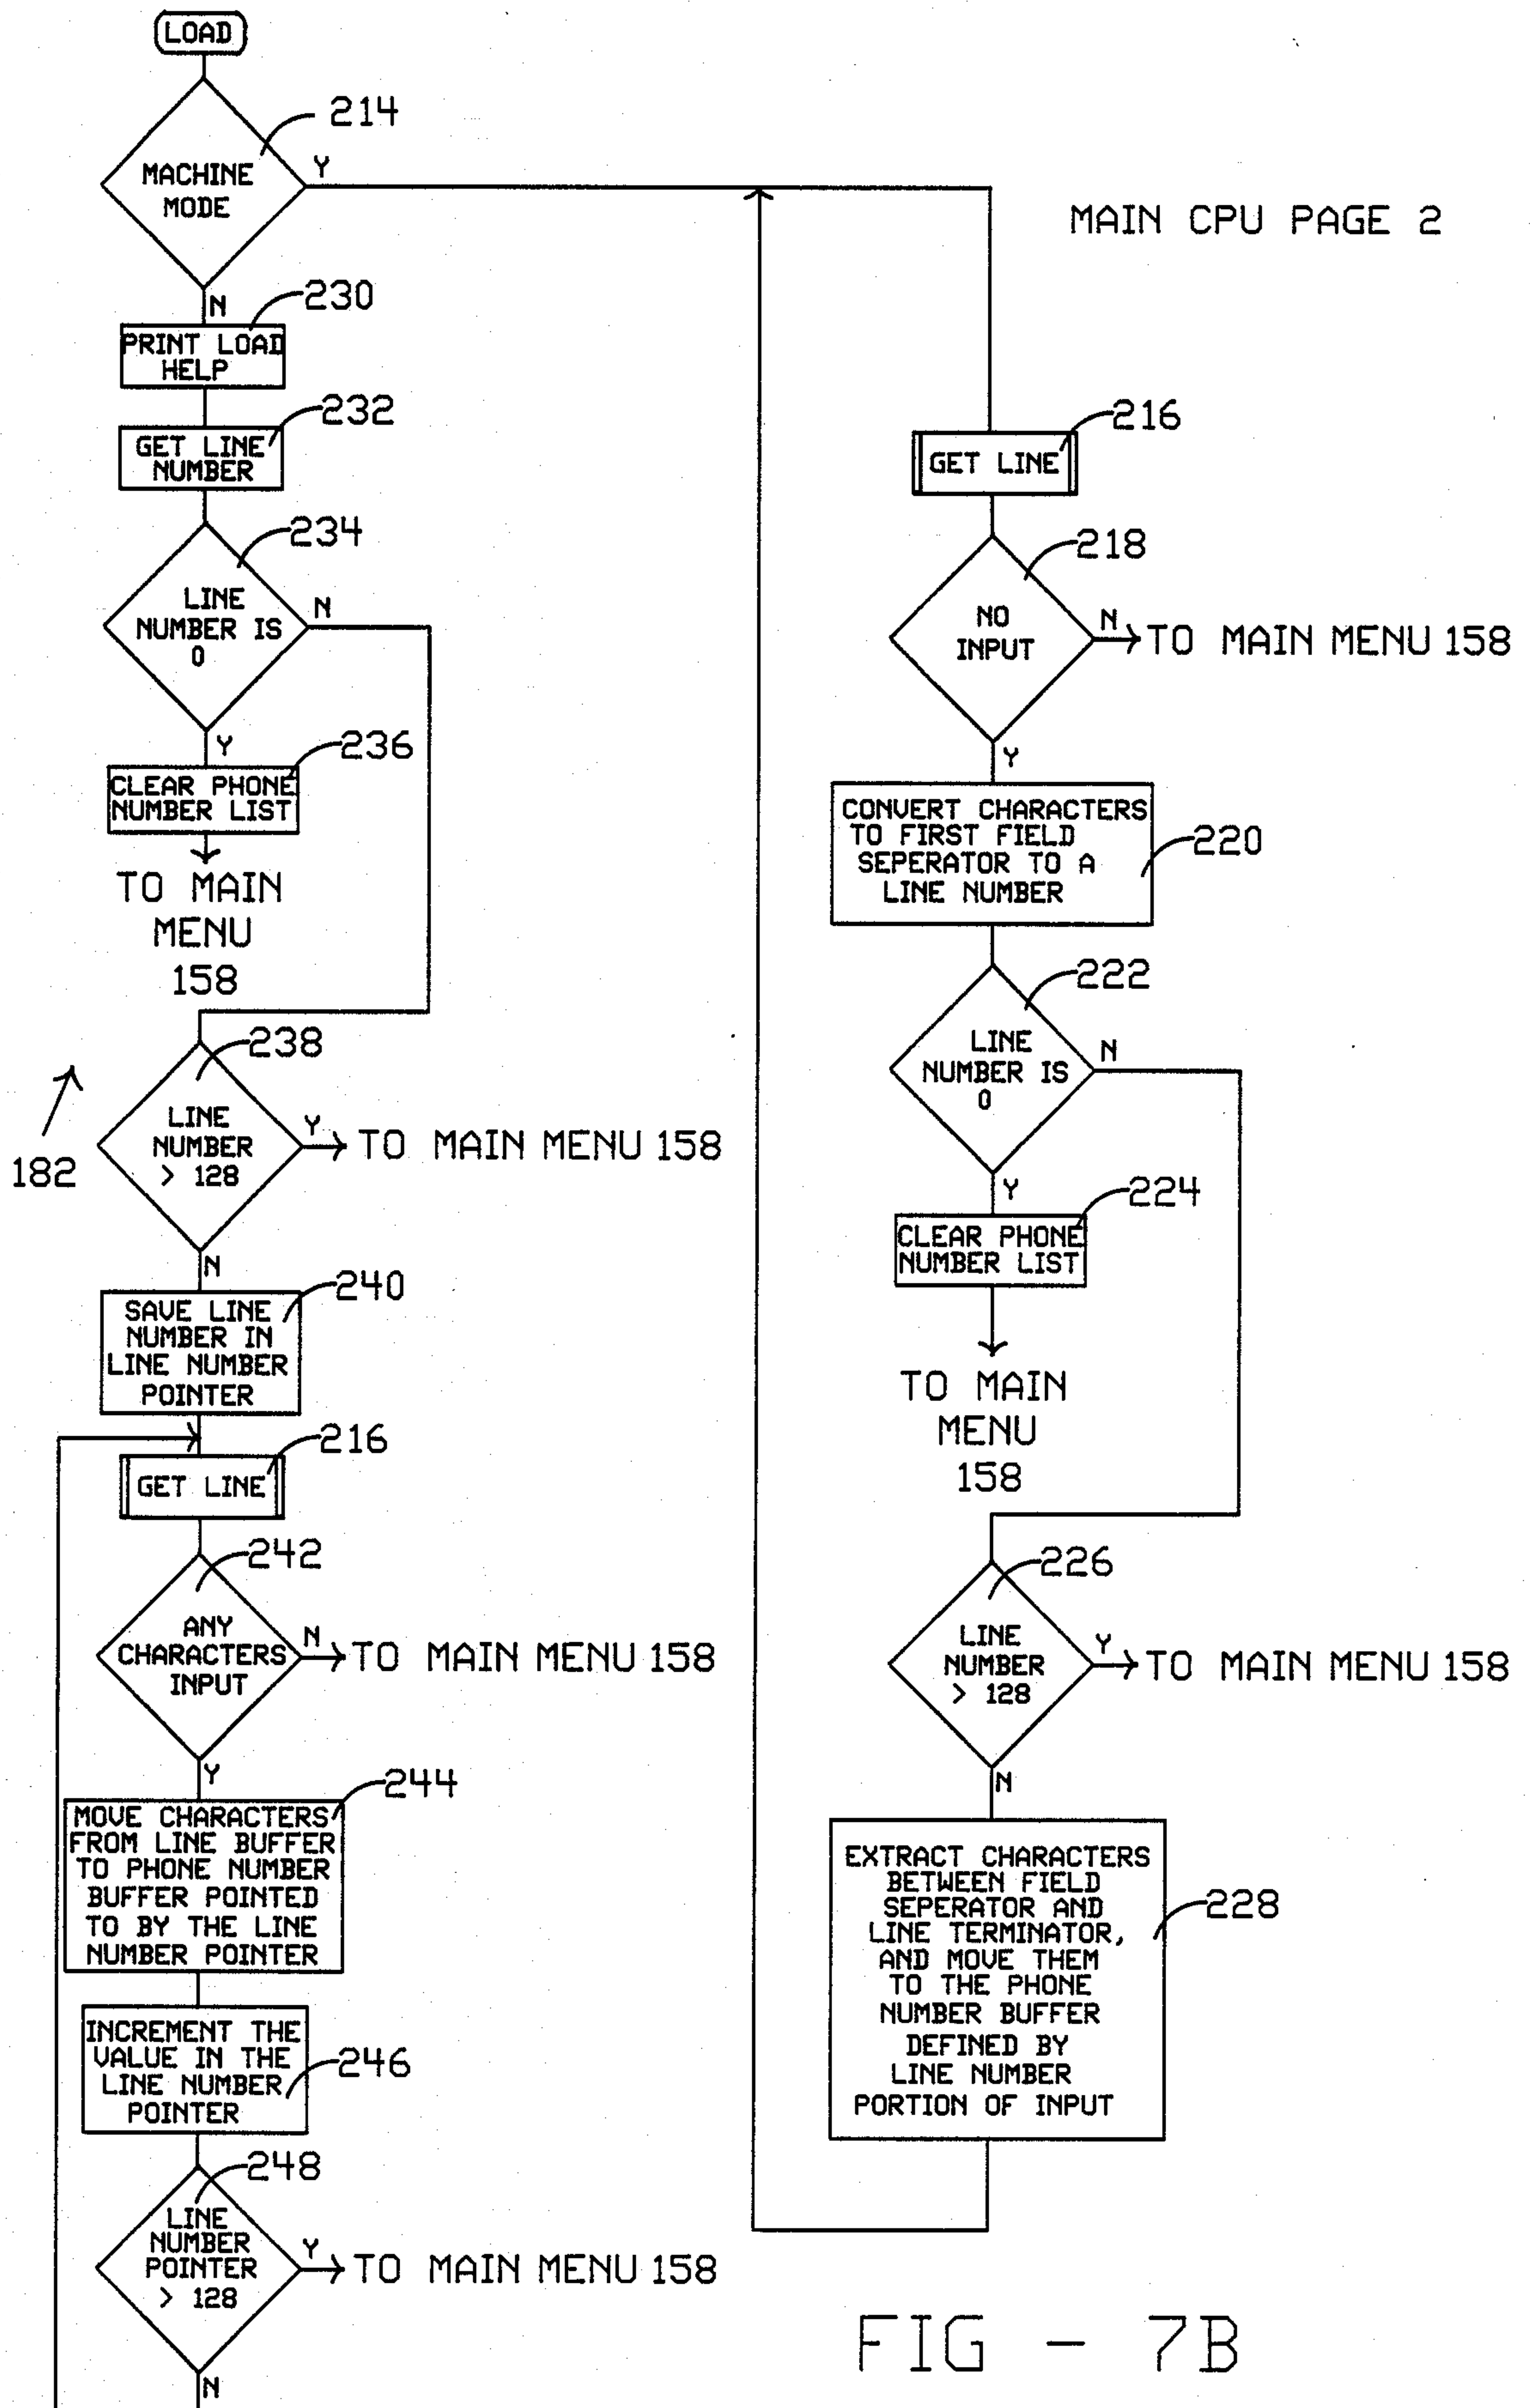 LOAD
214
MACHINE
MODE
Y
N
230
PRINT LOAD
HELP
232
GET LINE
NUMBER
234
LINE
NUMBER IS
0
N
Y
236
CLEAR PHONE
NUMBER LIST
TO MAIN
MENU
158
182
238
LINE
NUMBER
> 128
Y
TO MAIN MENU 158
N
240
SAVE LINE
NUMBER IN
LINE NUMBER
POINTER
216
GET LINE
242
ANY
CHARACTERS
INPUT
N
TO MAIN MENU 158
Y
244
MOVE CHARACTERS
FROM LINE BUFFER
TO PHONE NUMBER
BUFFER POINTED
TO BY THE LINE
NUMBER POINTER
246
INCREMENT THE
VALUE IN THE
LINE NUMBER
POINTER
248
LINE
NUMBER
POINTER
> 128
Y
TO MAIN MENU 158
N
MAIN CPU PAGE 2
216
GET LINE
218
NO
INPUT
N
TO MAIN MENU 158
Y
220
CONVERT CHARACTERS
TO FIRST FIELD
SEPERATOR TO A
LINE NUMBER
222
LINE
NUMBER IS
0
N
Y
224
CLEAR PHONE
NUMBER LIST
TO MAIN
MENU
158
226
LINE
NUMBER
> 128
Y
TO MAIN MENU 158
N
228
EXTRACT CHARACTERS
BETWEEN FIELD
SEPERATOR AND
LINE TERMINATOR,
AND MOVE THEM
TO THE PHONE
NUMBER BUFFER
DEFINED BY
LINE NUMBER
PORTION OF INPUT
FIG - 7B